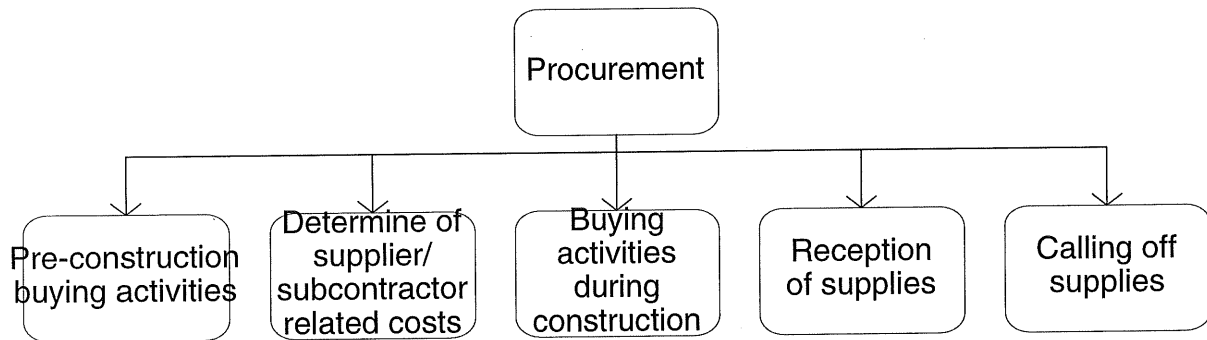 Procurement
Pre-construction
buying activities
Determine of
supplier/
subcontractor
related costs
Buying
activities
during
construction
Reception
of supplies
Calling off
supplies